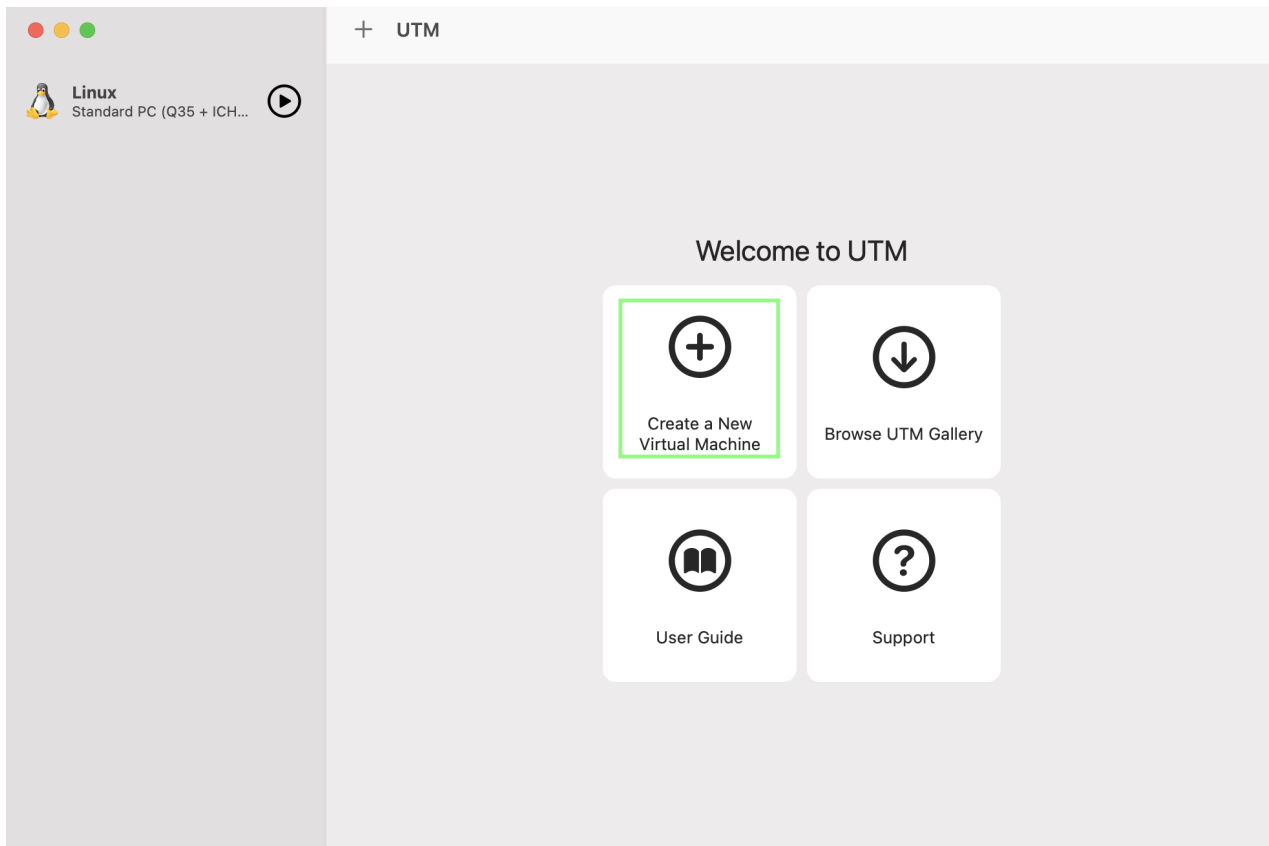 UTM
Linux
Standard PC (Q35 + ICH...
Welcome to UTM
Create a New
Virtual Machine
Browse UTM Gallery
User Guide
Support